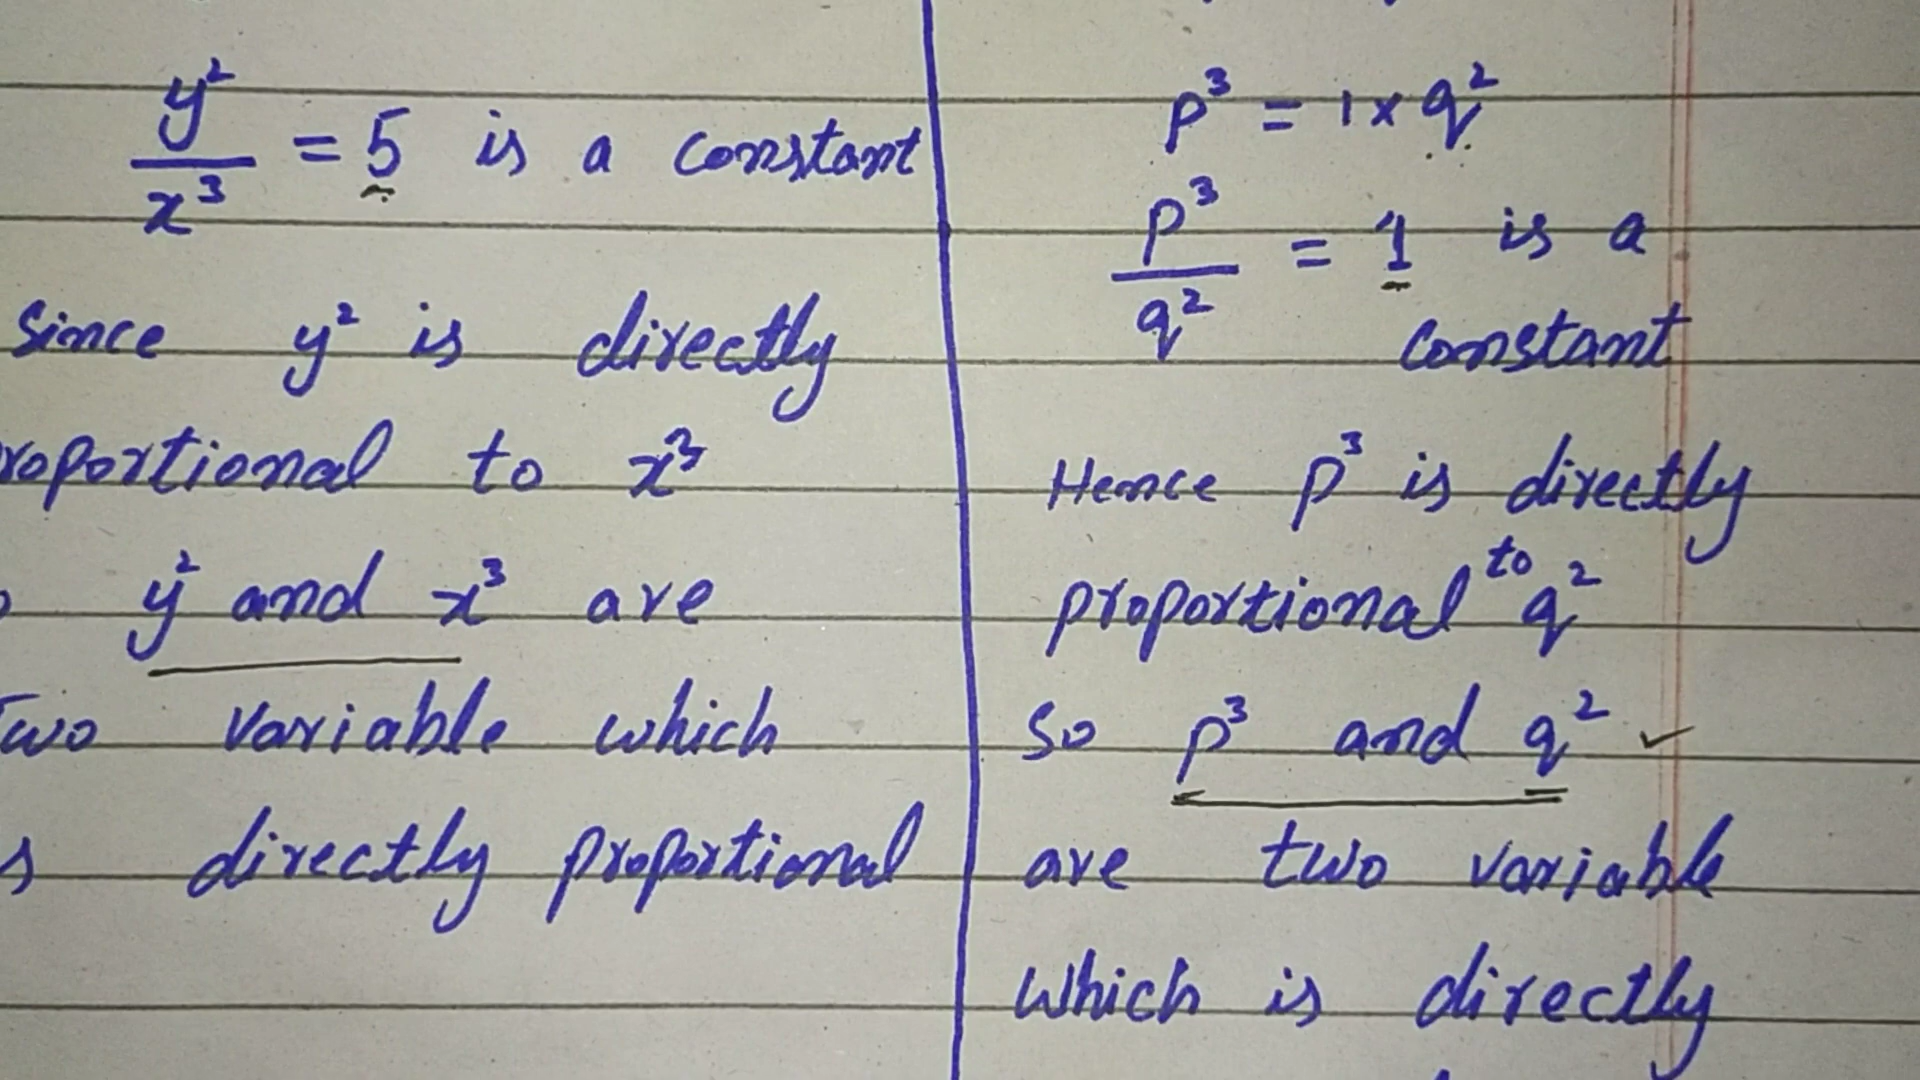 y² / x³ = 5 is a constant
Since y² is directly
roportional to x³
y² and x³ are
Two variable which
s directly proportional
p³ = 1 × q²
p³ / q² = 1 is a
constant
Hence p³ is directly
proportional to q²
So p³ and q² ✓
are two variable
which is directly